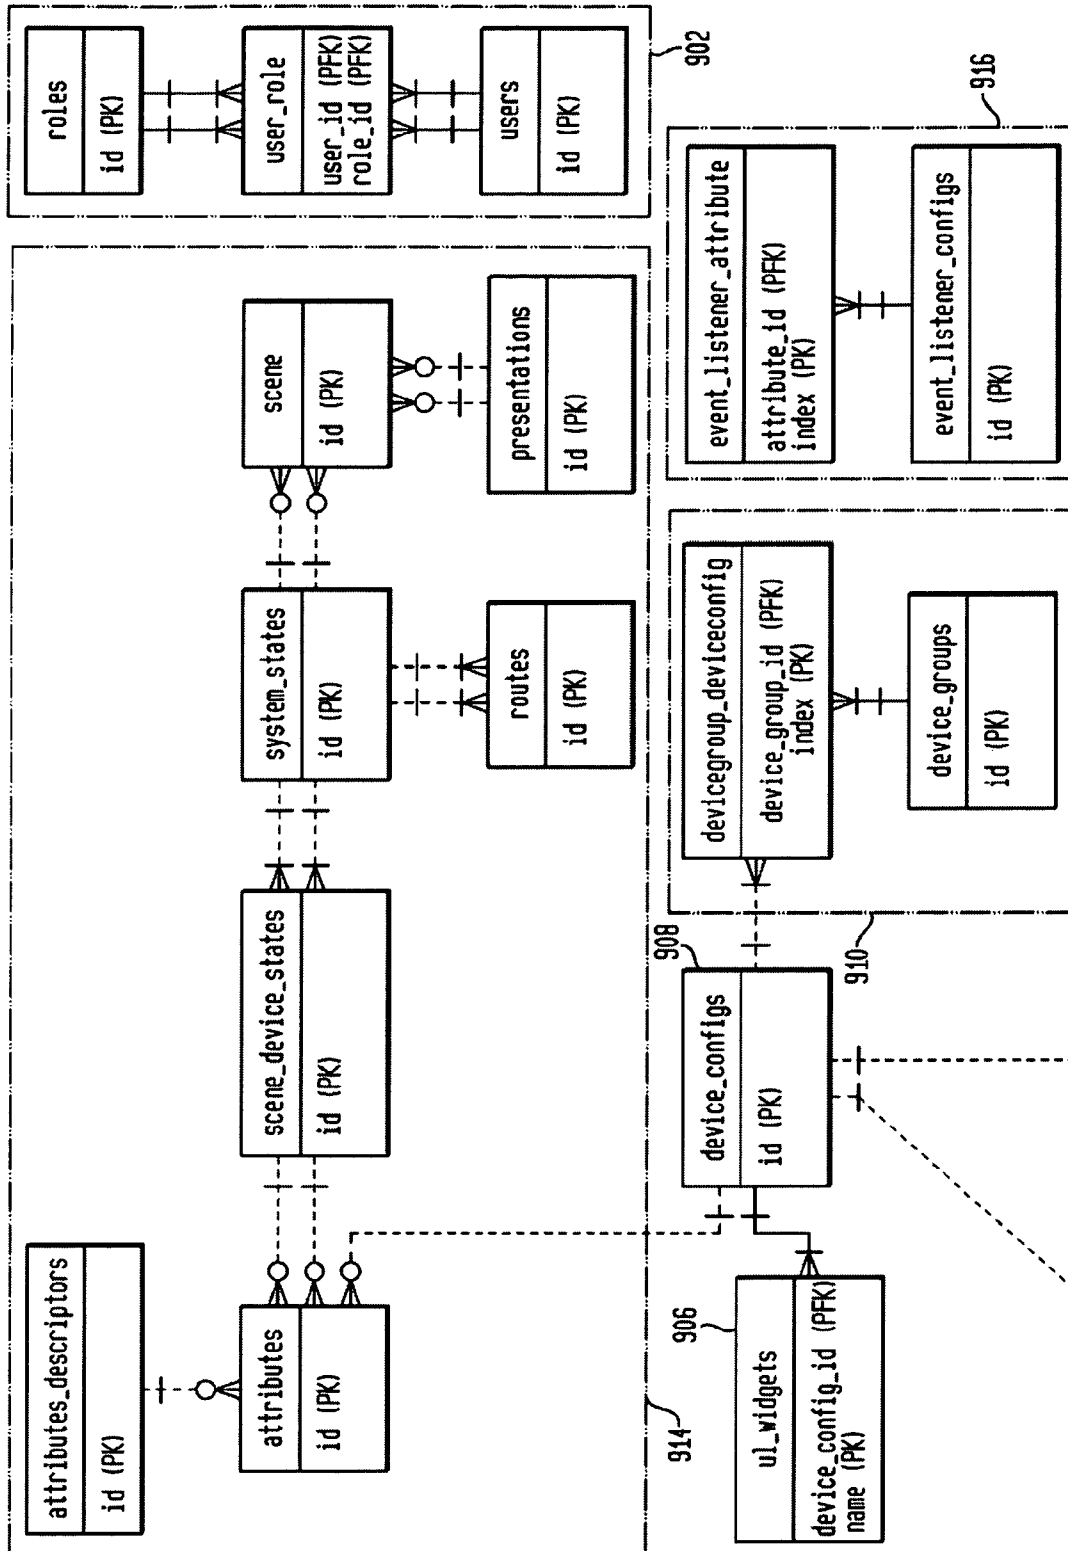 attributes_descriptors
id (PK)
attributes
id (PK)
scene_device_states
id (PK)
system_states
id (PK)
scene
id (PK)
routes
id (PK)
presentations
id (PK)
914
roles
id (PK)
user_role
user_id (PFK)
role_id (PFK)
users
id (PK)
902
906
ul_widgets
device_config_id (PFK)
name (PK)
908
device_configs
id (PK)
910
devicegroup_deviceconfig
device_group_id (PFK)
index (PK)
device_groups
id (PK)
916
event_listener_attribute
attribute_id (PFK)
index (PK)
event_listener_configs
id (PK)